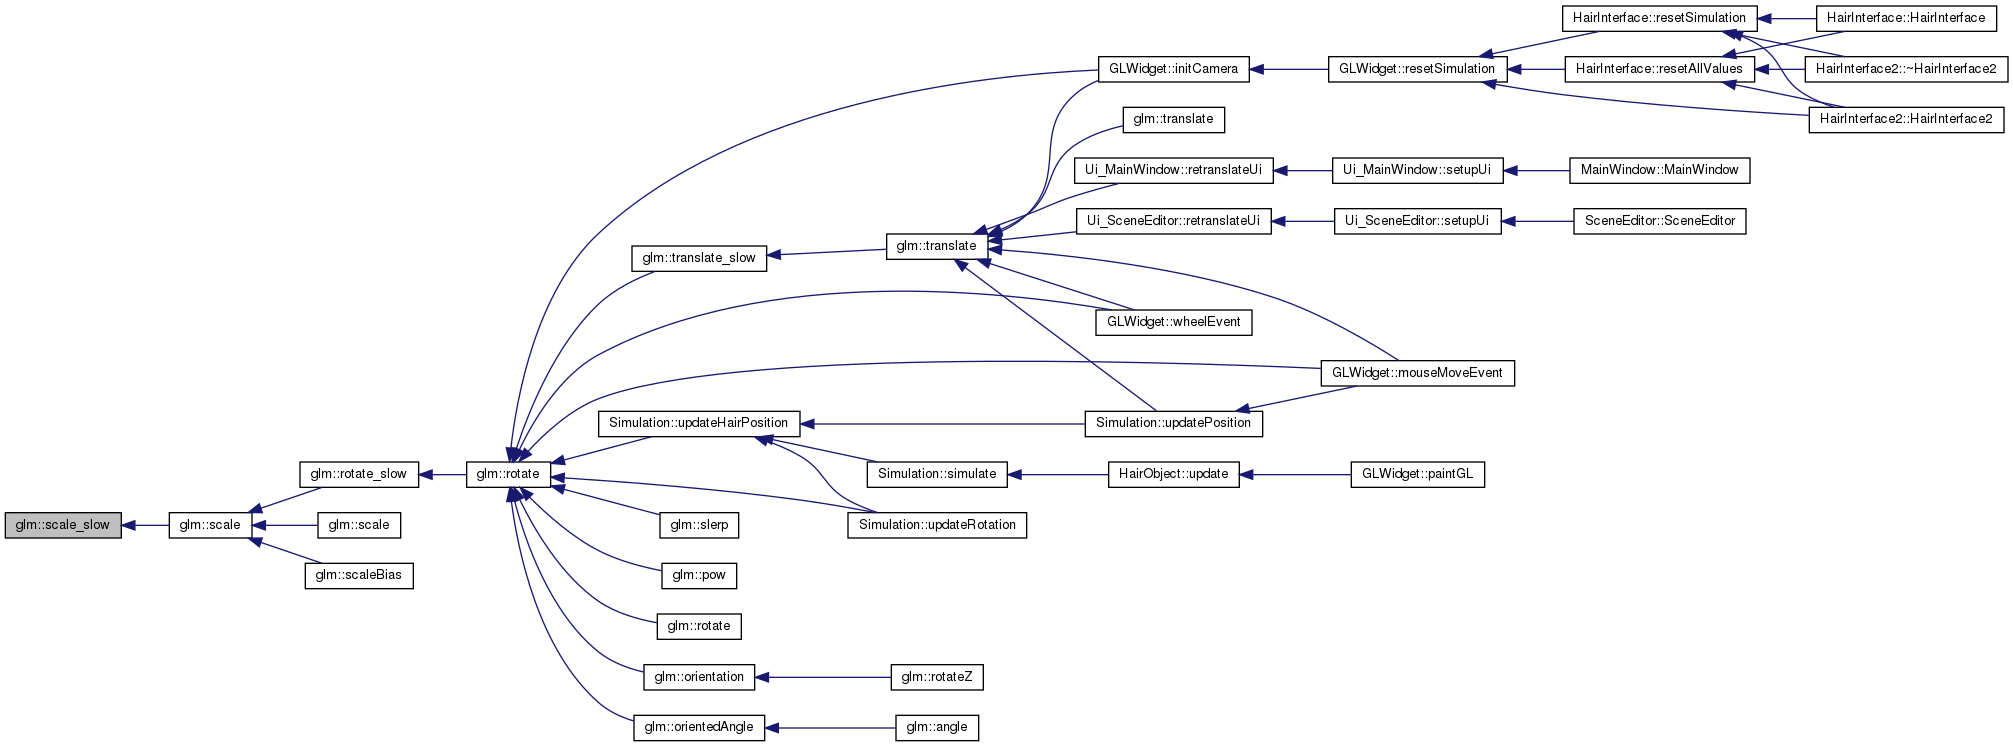 HairInterface::resetSimulation
HairInterface::HairInterface
GLWidget::initCamera
GLWidget::resetSimulation
HairInterface::resetAllValues
HairInterface2::~HairInterface2
glm::translate
HairInterface2::HairInterface2
Ui_MainWindow::retranslateUi
Ui_MainWindow::setupUi
MainWindow::MainWindow
Ui_SceneEditor::retranslateUi
Ui_SceneEditor::setupUi
SceneEditor::SceneEditor
glm::translate
glm::translate_slow
GLWidget::wheelEvent
GLWidget::mouseMoveEvent
Simulation::updateHairPosition
Simulation::updatePosition
glm::rotate_slow
glm::rotate
Simulation::simulate
HairObject::update
GLWidget::paintGL
glm::scale_slow
glm::scale
glm::scale
glm::slerp
Simulation::updateRotation
glm::scaleBias
glm::pow
glm::rotate
glm::orientation
glm::rotateZ
glm::orientedAngle
glm::angle